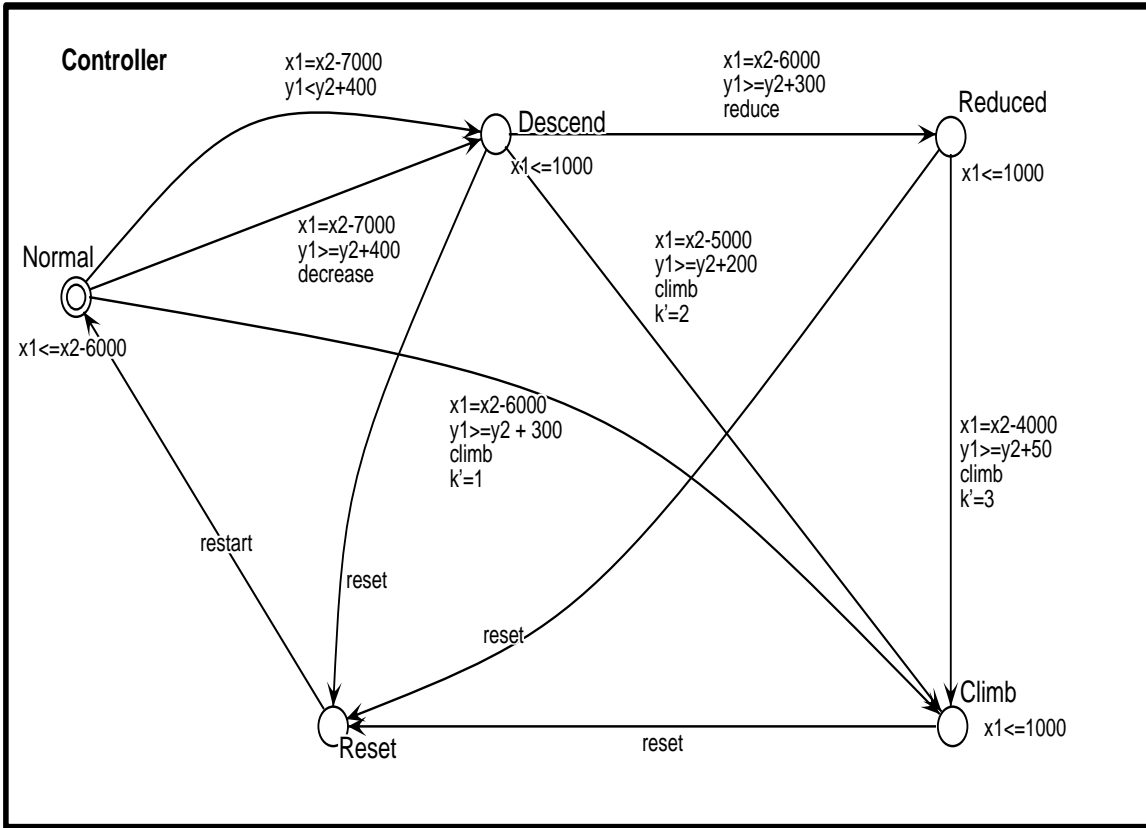 Controller
x1=x2-7000
y1<y2+400
x1=x2-6000
y1>=y2+300
reduce
Descend
x1<=1000
Reduced
x1<=1000
x1=x2-7000
y1>=y2+400
decrease
Normal
x1<=x2-6000
x1=x2-5000
y1>=y2+200
climb
k’=2
x1=x2-6000
y1>=y2 + 300
climb
k’=1
x1=x2-4000
y1>=y2+50
climb
k’=3
restart
reset
reset
Climb
x1<=1000
Reset
reset